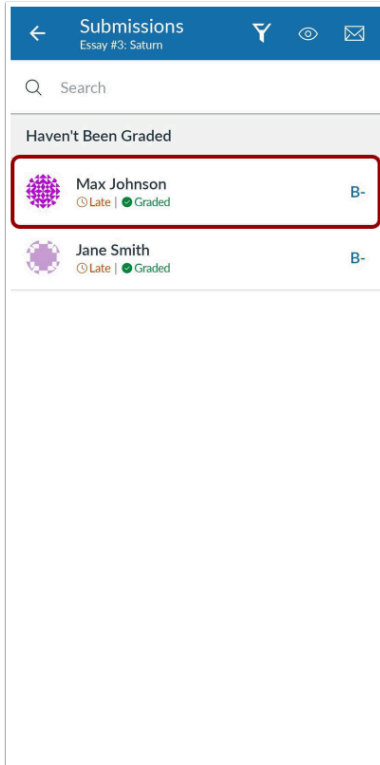 Submissions
Essay #3: Saturn
Search
Haven't Been Graded
Max Johnson
Late | Graded
B-
Jane Smith
Late | Graded
B-